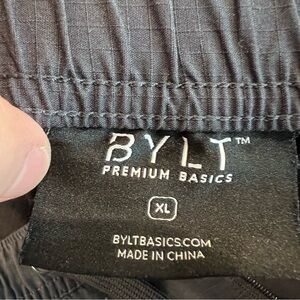 BYLT™
PREMIUM BASICS
XL
BYLTBASICS.COM
MADE IN CHINA